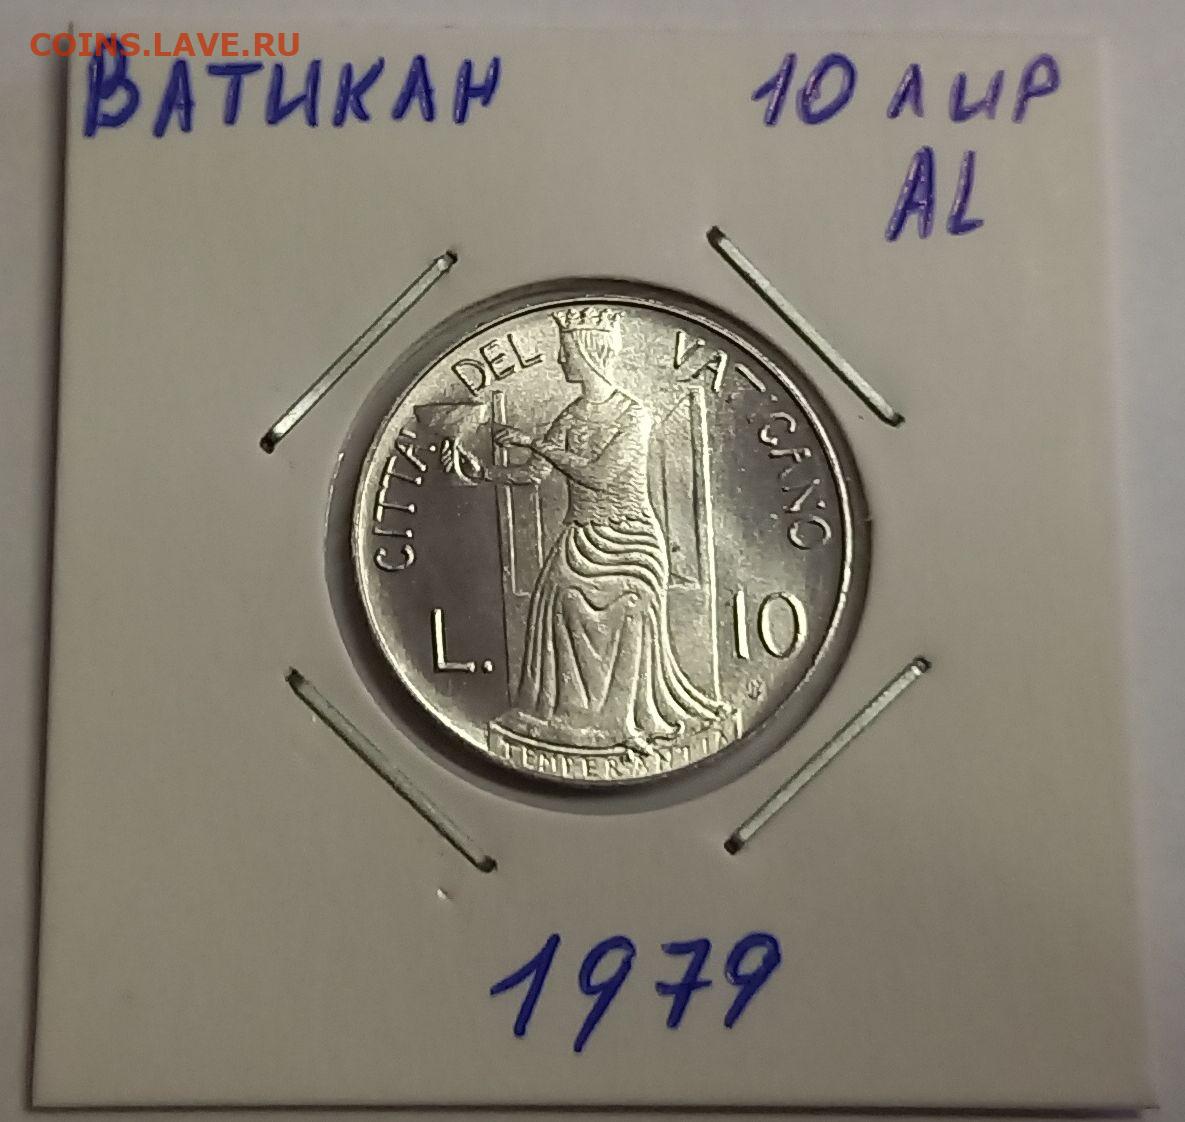 COINS.LAVE.RU
ВАТИКАН 10 ЛИР
AL
CITTA' DEL VATICANO
L. 10
TEMPERANTIA
1979